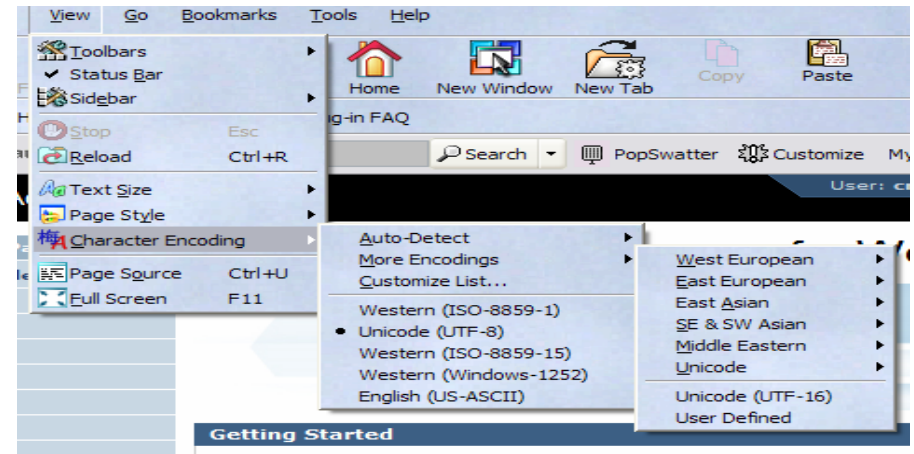 View Go Bookmarks Tools Help
Toolbars
Status Bar
Sidebar
Stop Esc
Reload Ctrl+R
Text Size
Page Style
Character Encoding
Page Source Ctrl+U
Full Screen F11
Home New Window New Tab Copy Paste
ig-in FAQ
Search PopSwatter Customize My
User:
Auto-Detect
More Encodings
Customize List...
Western (ISO-8859-1)
Unicode (UTF-8)
Western (ISO-8859-15)
Western (Windows-1252)
English (US-ASCII)
West European
East European
East Asian
SE & SW Asian
Middle Eastern
Unicode
Unicode (UTF-16)
User Defined
Getting Started